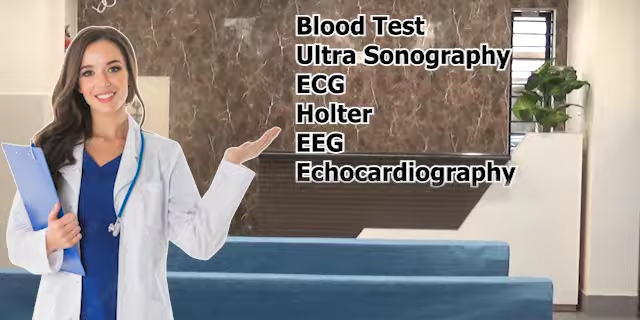 Blood Test
Ultra Sonography
ECG
Holter
EEG
Echocardiography